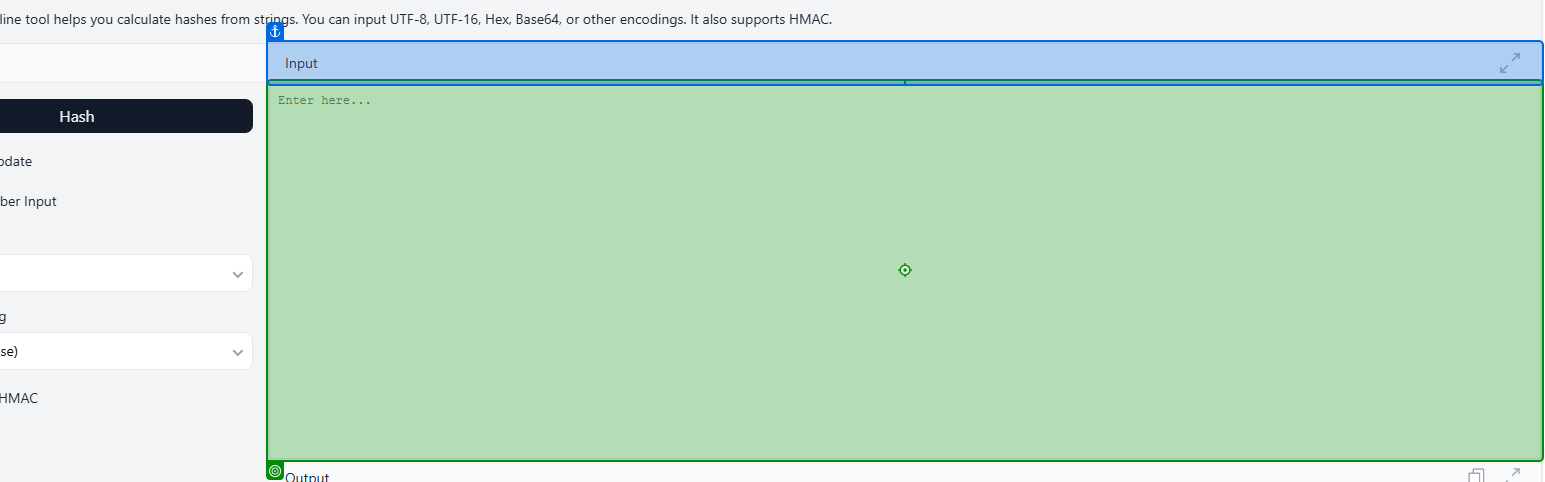 line tool helps you calculate hashes from strings. You can input UTF-8, UTF-16, Hex, Base64, or other encodings. It also supports HMAC.
Input
Enter here...
Hash
pdate
ber Input
g
se)
HMAC
Output